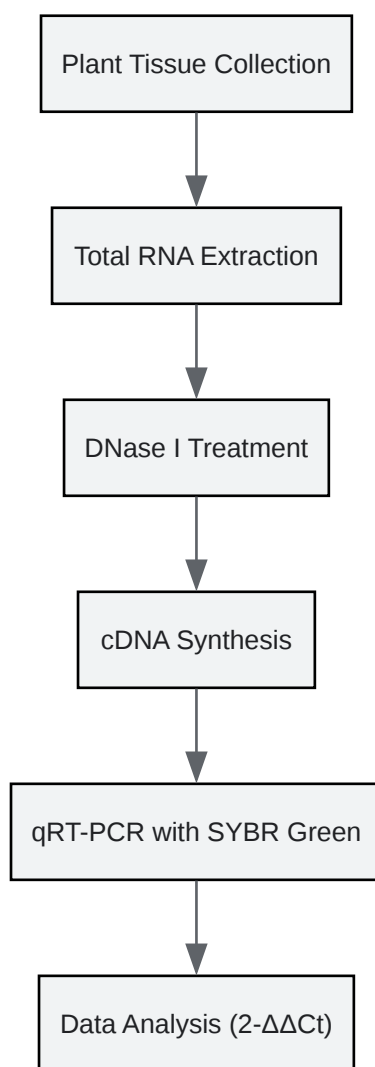 Plant Tissue Collection
Total RNA Extraction
DNase I Treatment
cDNA Synthesis
qRT-PCR with SYBR Green
Data Analysis (2-ΔΔCt)